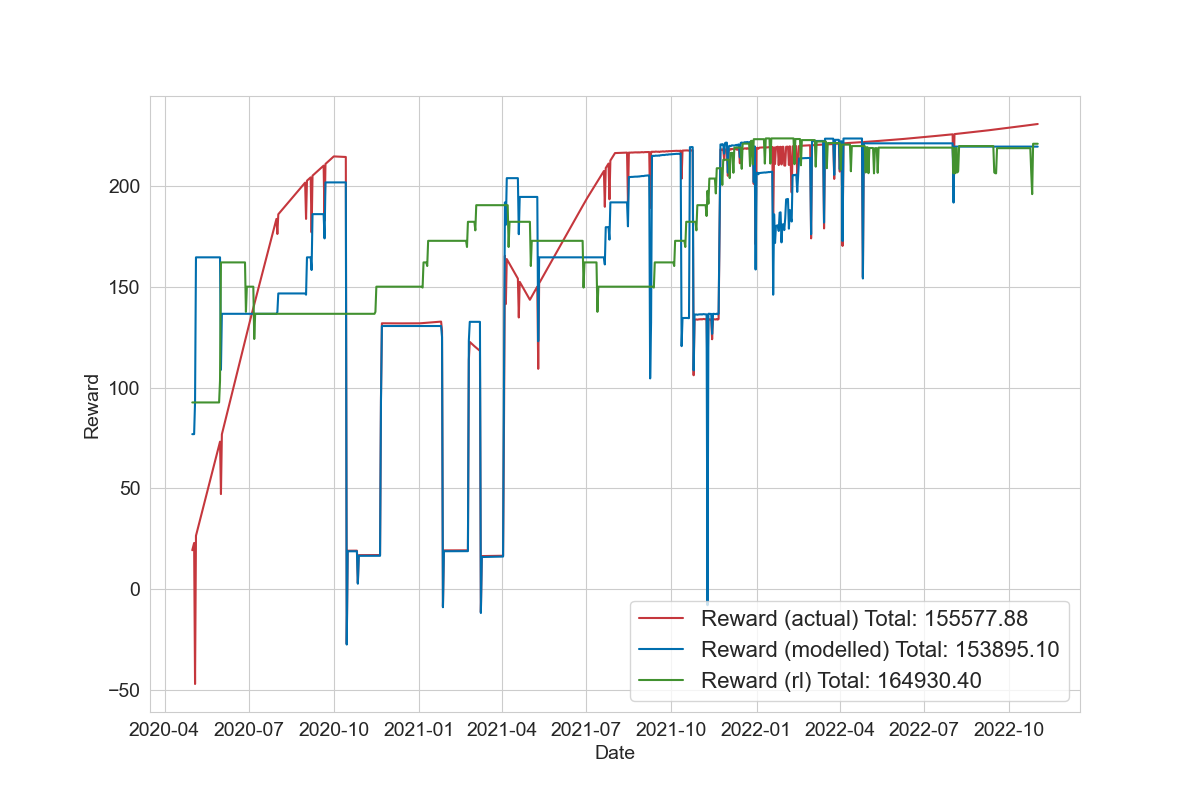 200
150
100
50
0
−50
Reward
Reward (actual) Total: 155577.88
Reward (modelled) Total: 153895.10
Reward (rl) Total: 164930.40
2020-04 2020-07 2020-10 2021-01 2021-04 2021-07 2021-10 2022-01 2022-04 2022-07 2022-10
Date